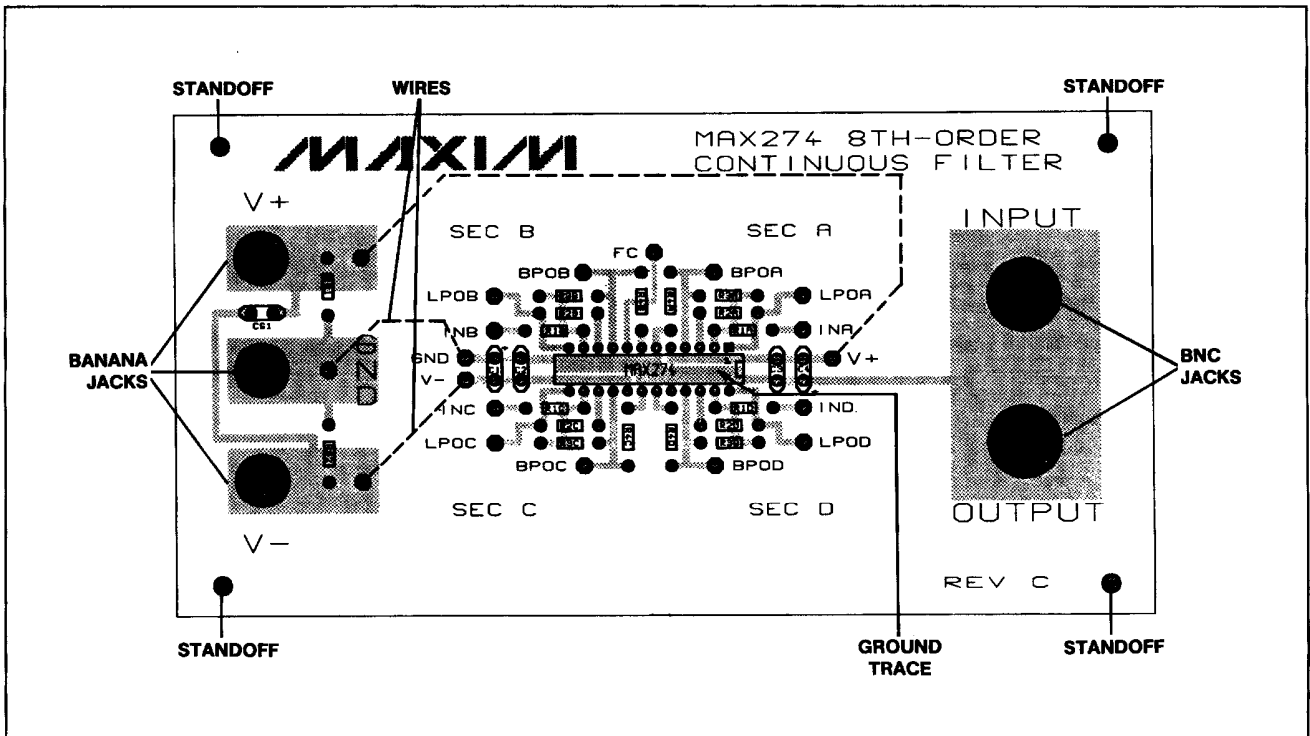 STANDOFF
WIRES
STANDOFF
MAXIM
MAX274 8TH-ORDER
CONTINUOUS FILTER
V+
INPUT
SEC B
SEC A
FC
BPOB
BPOA
LPOB
LPOA
INB
INA
GND
V+
MAX274
V-
BANANA
JACKS
GND
BNC
JACKS
INC
IND.
LPOC
LPOD
BPOC
BPOD
SEC C
SEC D
OUTPUT
V-
REV C
STANDOFF
GROUND
TRACE
STANDOFF